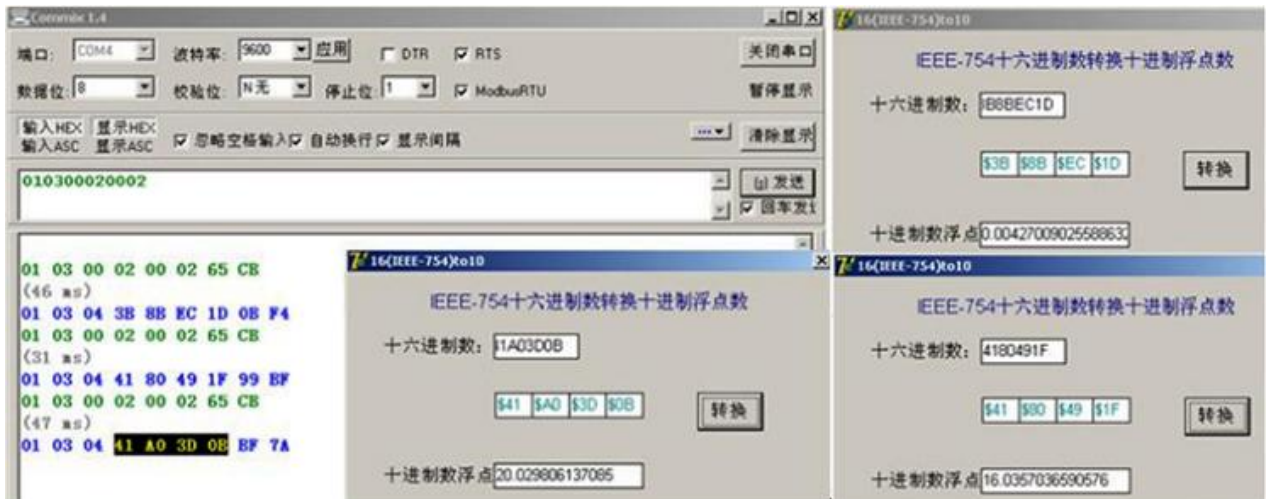 Commix 1.4
端口: COM4 波特率: 9600 应用 DTR RTS 关闭串口
数据位: 8 校验位: N无 停止位: 1 ModbusRTU 暂停显示
输入HEX 显示HEX
输入ASC 显示ASC 忽略空格输入 自动换行 显示间隔 清除显示
010300020002 发送
回车发
01 03 00 02 00 02 65 CB
(46 ms)
01 03 04 3B 8B EC 1D 0B F4
01 03 00 02 00 02 65 CB
(31 ms)
01 03 04 41 80 49 1F 99 BF
01 03 00 02 00 02 65 CB
(47 ms)
01 03 04 41 A0 3D 0B BF 7A
16(IEEE-754)to10
IEEE-754十六进制数转换十进制浮点数
十六进制数: 41A03D0B
$41 $A0 $3D $0B 转换
十进制数浮点 20.029806137085
16(IEEE-754)to10
IEEE-754十六进制数转换十进制浮点数
十六进制数: 3B8BEC1D
$3B $8B $EC $1D 转换
十进制数浮点 0.0042700902558863
16(IEEE-754)to10
IEEE-754十六进制数转换十进制浮点数
十六进制数: 4180491F
$41 $80 $49 $1F 转换
十进制数浮点 16.0357036590576